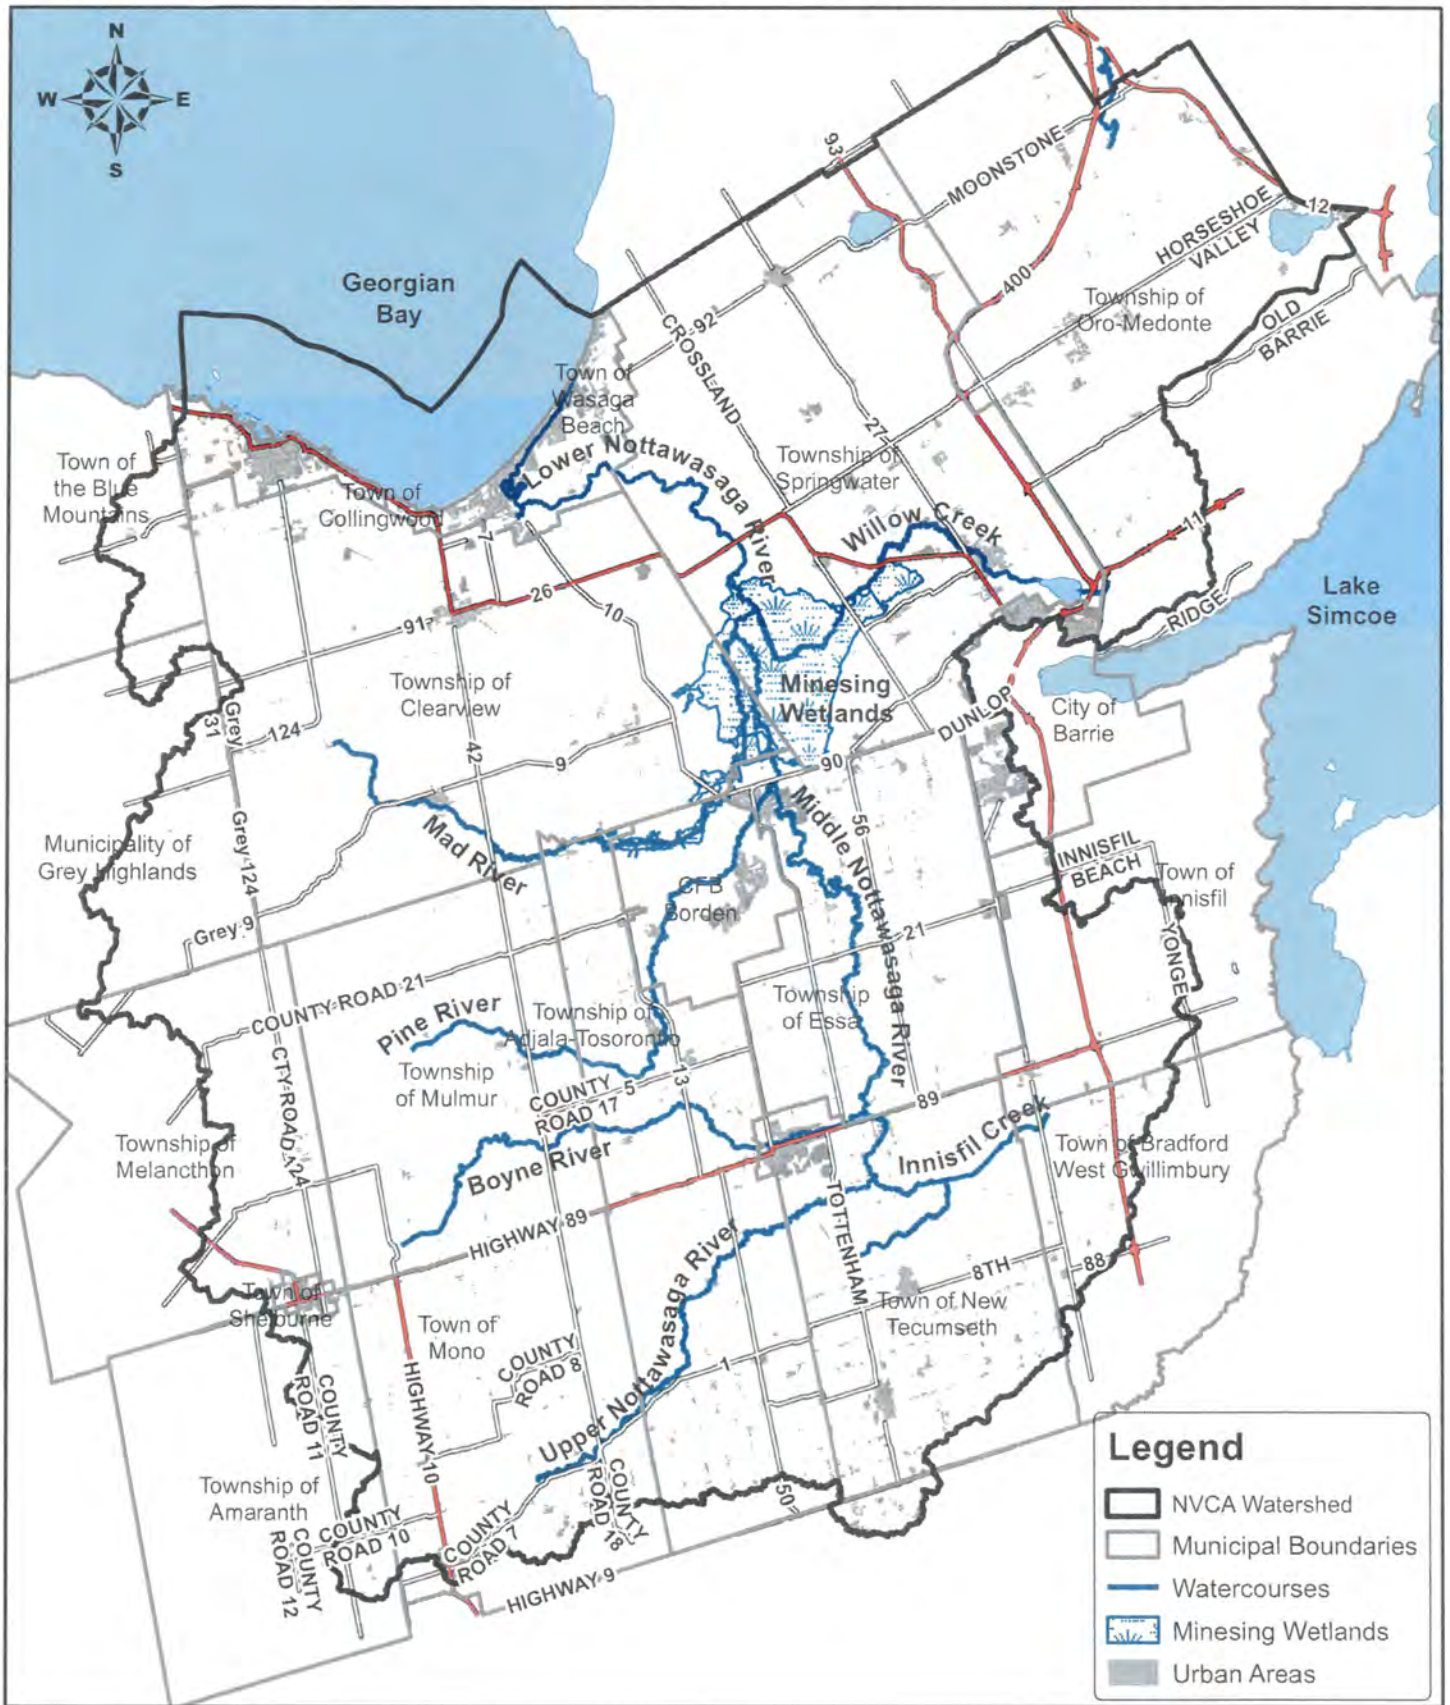 N
W
E
S
Georgian
Bay
93
MOONSTONE
HORSESHOE
VALLEY
12
400
Township of
Oro-Medonte
OLD
BARRIE
92
CROSSLAND
Town of
Wasaga
Beach
27
Town of
the Blue
Mountains
Town of
Collingwood
Lower Nottawasaga River
Township of
Springwater
Willow Creek
11
7
26
10
91
RIDGE
Lake
Simcoe
Township of
Clearview
Minesing
Wetlands
DUNLOP
City of
Barrie
Grey
31
124
42
9
90
Mad River
Middle Nottawasaga River
56
Municipality of
Grey Highlands
Grey 124
CFB
Borden
INNISFIL
BEACH
Town of
Innisfil
Grey 9
21
YONGE
COUNTY ROAD 21
Pine River
Township of
Adjala-Tosorontio
Township
of Essa
CTY ROAD 124
Township
of Mulmur
COUNTY
ROAD 17
5
13
89
Township of
Melancthon
Boyne River
Innisfil Creek
Town of Bradford
West Gwillimbury
HIGHWAY 89
TOTTENHAM
Upper Nottawasaga River
8TH
88
Town of
Shelburne
Town of New
Tecumseth
Town of
Mono
COUNTY
ROAD 8
1
HIGHWAY 10
COUNTY
ROAD 11
Township of
Amaranth
COUNTY
ROAD 10
COUNTY
ROAD 12
COUNTY
ROAD 7
COUNTY
ROAD 18
50
HIGHWAY 9
Legend
NVCA Watershed
Municipal Boundaries
Watercourses
Minesing Wetlands
Urban Areas